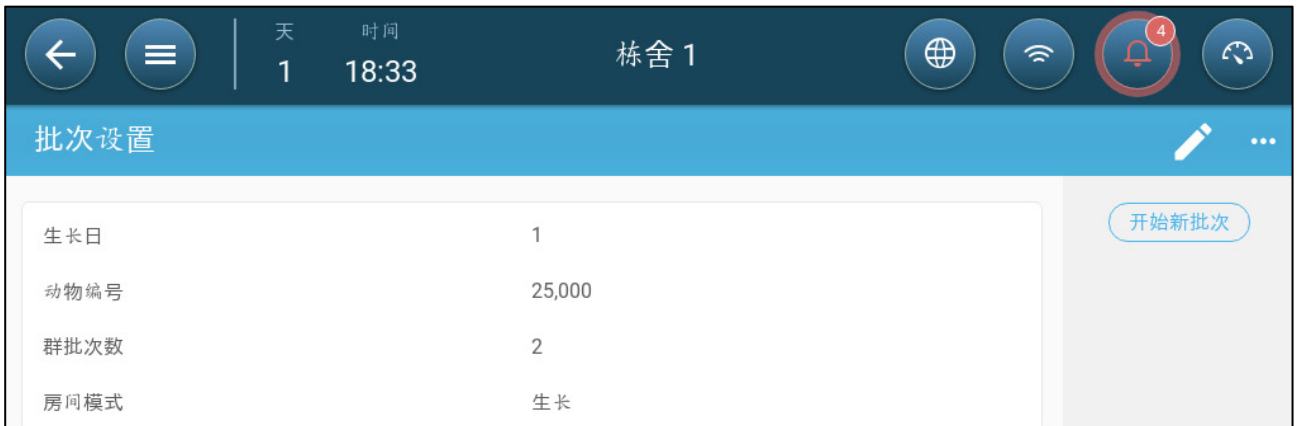 天 时间 4
1 18:33 栋舍 1
批次设置
生长日 1 开始新批次
动物编号 25,000
群批次数 2
房间模式 生长